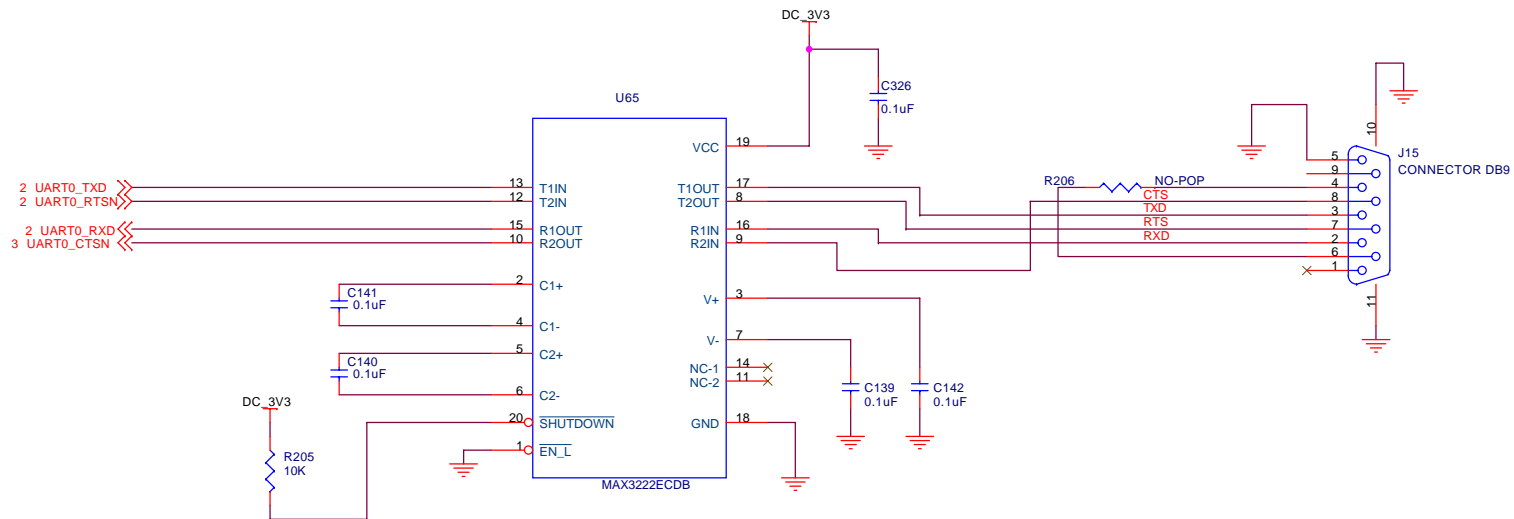 DC_3V3
C326
0.1uF
U65
10
J15
CONNECTOR DB9
VCC
19
5
9
R206
NO-POP
4
2 UART0_TXD
13
T1IN
T1OUT
17
CTS
8
2 UART0_RTSN
12
T2IN
T2OUT
8
TXD
3
RTS
7
2 UART0_RXD
15
R1OUT
R1IN
16
RXD
2
3 UART0_CTSN
10
R2OUT
R2IN
9
6
1
2
C1+
C141
0.1uF
V+
3
11
4
C1-
V-
7
5
C2+
C140
0.1uF
NC-1
14
NC-2
11
C139
0.1uF
C142
0.1uF
6
C2-
DC_3V3
20
SHUTDOWN
GND
18
1
EN_L
R205
10K
MAX3222ECDB